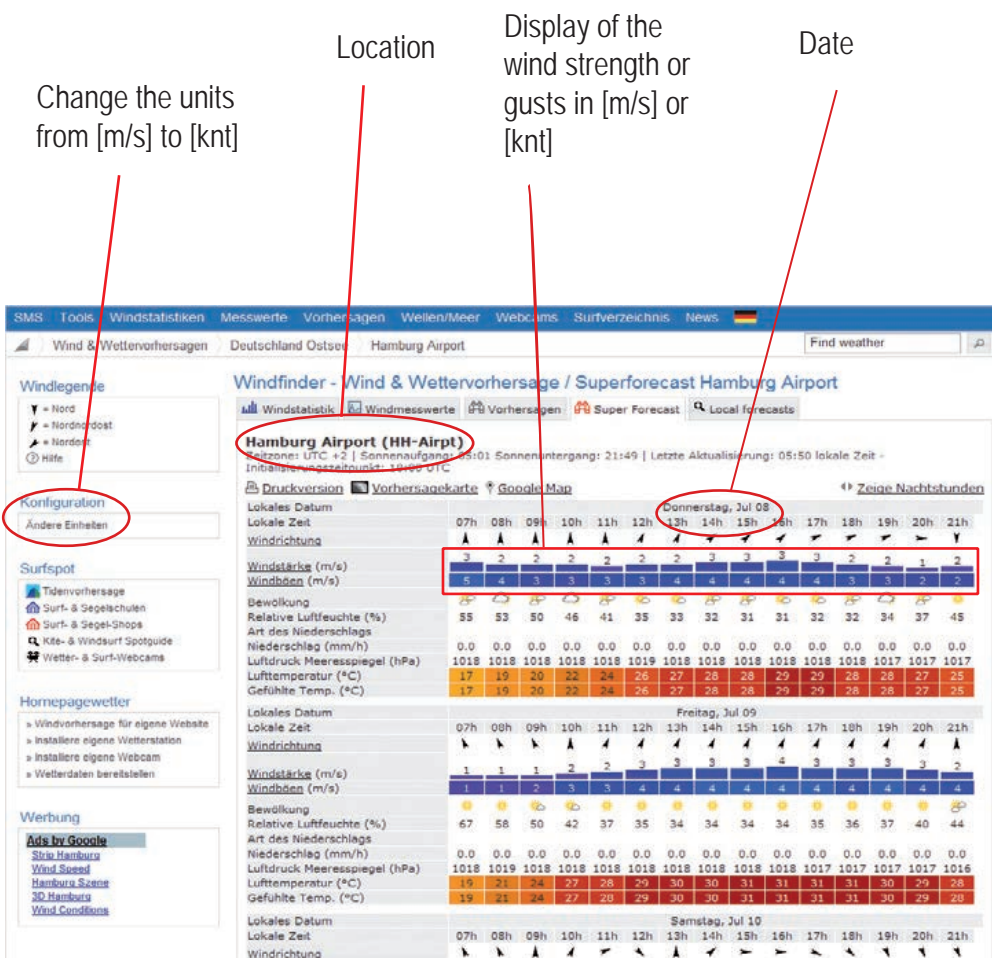 Location
Display of the
wind strength or
gusts in [m/s] or
[knt]
Date
Change the units
from [m/s] to [knt]
SMS Tools Windstatistiken Messwerte Vorhersagen Wellen/Meer Webcams Surfverzeichnis News
Wind & Wettervorhersagen Deutschland Ostsee Hamburg Airport Find weather
Windlegende
= Nord
= Nordnordost
= Nordost
Hilfe
Konfiguration
Ändere Einheiten
Surfspot
Tidenvorhersage
Surf- & Segelschulen
Surf- & Segel-Shops
Kite- & Windsurf Spotguide
Wetter- & Surf-Webcams
Homepagewetter
» Windvorhersage für eigene Website
» Installiere eigene Wetterstation
» Installiere eigene Webcam
» Wetterdaten bereitstellen
Werbung
Ads by Google
Strip Hamburg
Wind Speed
Hamburg Szene
3D Hamburg
Wind Conditions
Windfinder - Wind & Wettervorhersage / Superforecast Hamburg Airport
Windstatistik Windmesswerte Vorhersagen Super Forecast Local forecasts
Hamburg Airport (HH-Airpt)
Zeitzone: UTC +2 | Sonnenaufgang: 05:01 Sonnenuntergang: 21:49 | Letzte Aktualisierung: 05:50 lokale Zeit -
Initialisierungszeitpunkt: 18:00 UTC
Druckversion Vorhersagekarte Google Map Zeige Nachtstunden
Lokales Datum Donnerstag, Jul 08
Lokale Zeit 07h 08h 09h 10h 11h 12h 13h 14h 15h 16h 17h 18h 19h 20h 21h
Windrichtung
Windstärke (m/s) 3 2 2 2 2 2 2 3 3 3 3 2 2 1 2
Windböen (m/s) 5 4 3 3 3 3 4 4 4 4 4 3 3 2 2
Bewölkung
Relative Luftfeuchte (%) 55 53 50 46 41 35 33 32 31 31 32 32 34 37 45
Art des Niederschlags
Niederschlag (mm/h) 0.0 0.0 0.0 0.0 0.0 0.0 0.0 0.0 0.0 0.0 0.0 0.0 0.0 0.0 0.0
Luftdruck Meeresspiegel (hPa) 1018 1018 1018 1018 1018 1019 1018 1018 1018 1018 1018 1018 1017 1017 1017
Lufttemperatur (°C) 17 19 20 22 24 26 27 28 28 29 29 28 28 27 25
Gefühlte Temp. (°C) 17 19 20 22 24 26 27 28 28 29 29 28 28 27 25
Lokales Datum Freitag, Jul 09
Lokale Zeit 07h 08h 09h 10h 11h 12h 13h 14h 15h 16h 17h 18h 19h 20h 21h
Windrichtung
Windstärke (m/s) 1 1 1 2 2 3 3 3 3 4 3 3 3 3 2
Windböen (m/s) 1 1 2 3 3 4 4 4 4 4 4 4 4 4 4
Bewölkung
Relative Luftfeuchte (%) 67 58 50 42 37 35 34 34 34 34 35 36 37 40 44
Art des Niederschlags
Niederschlag (mm/h) 0.0 0.0 0.0 0.0 0.0 0.0 0.0 0.0 0.0 0.0 0.0 0.0 0.0 0.0 0.0
Luftdruck Meeresspiegel (hPa) 1018 1019 1018 1018 1018 1018 1018 1018 1018 1018 1017 1017 1017 1017 1016
Lufttemperatur (°C) 19 21 24 27 28 29 30 30 31 31 31 31 30 29 28
Gefühlte Temp. (°C) 19 21 24 27 28 29 30 30 31 31 31 31 30 29 28
Lokales Datum Samstag, Jul 10
Lokale Zeit 07h 08h 09h 10h 11h 12h 13h 14h 15h 16h 17h 18h 19h 20h 21h
Windrichtung